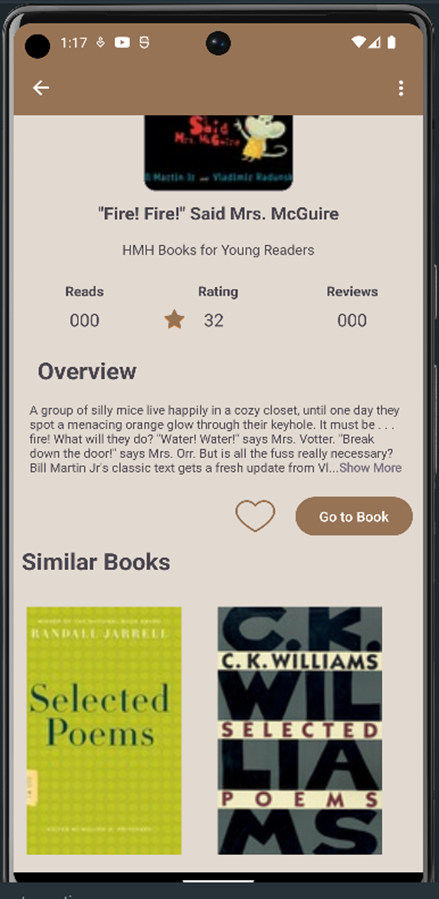 1:17
Said
Mrs. McGuire
Bill Martin Jr and Vladimir Radunsk
"Fire! Fire!" Said Mrs. McGuire
HMH Books for Young Readers
Reads Rating Reviews
000 32 000
Overview
A group of silly mice live happily in a cozy closet, until one day they
spot a menacing orange glow through their keyhole. It must be . . .
fire! What will they do? "Water! Water!" says Mrs. Votter. "Break
down the door!" says Mrs. Orr. But is all the fuss really necessary?
Bill Martin Jr's classic text gets a fresh update from Vl...Show More
Go to Book
Similar Books
RANDALL JARRELL
Selected
Poems
C. K.
C. K. WILLIAMS
WIL
SELECTED
LIA
POEMS
MS